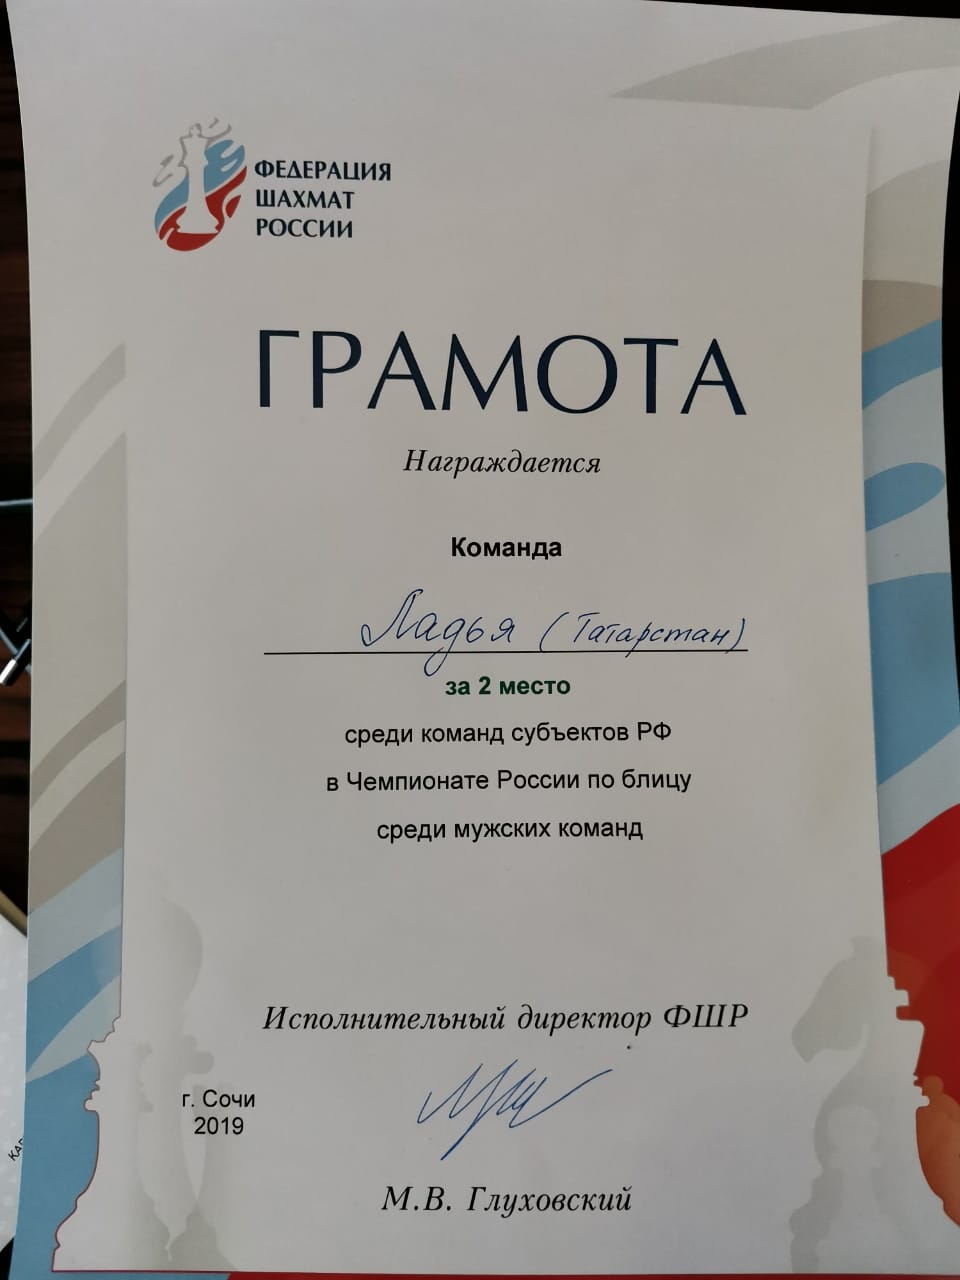 ФЕДЕРАЦИЯ
ШАХМАТ
РОССИИ
ГРАМОТА
Награждается
Команда
Ладья (Татарстан)
за 2 место
среди команд субъектов РФ
в Чемпионате России по блицу
среди мужских команд
Исполнительный директор ФШР
г. Сочи
2019
М.В. Глуховский